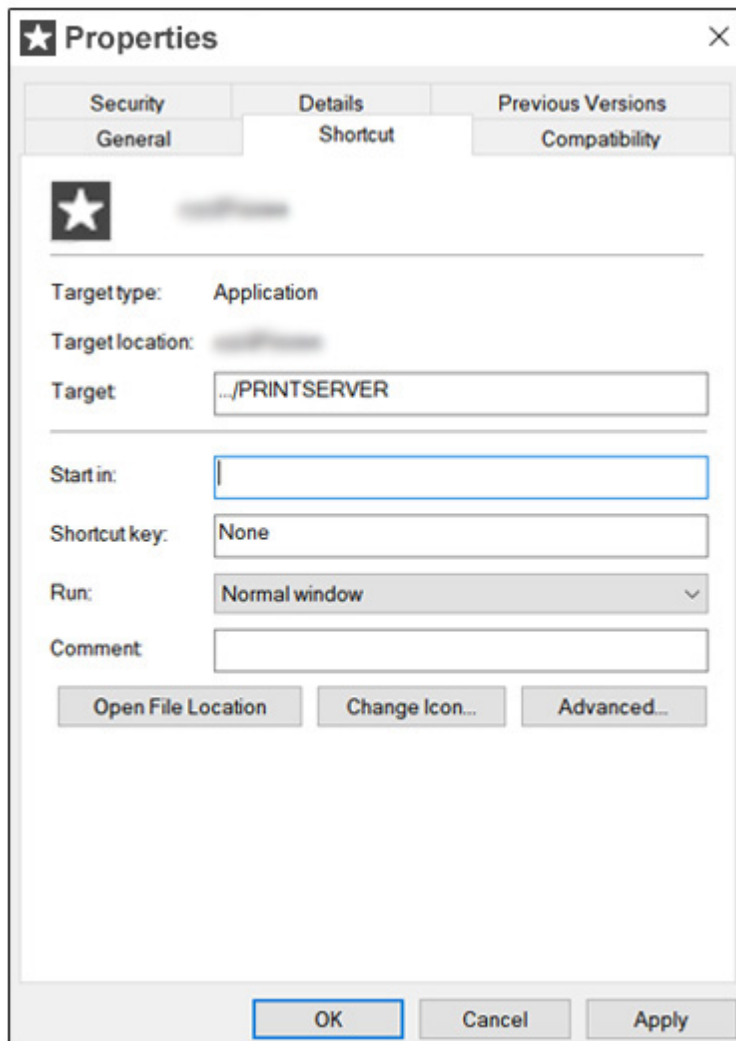 Properties
Security Details Previous Versions
General Shortcut Compatibility
Target type: Application
Target location:
Target .../PRINTSERVER
Start in:
Shortcut key: None
Run: Normal window
Comment
Open File Location Change Icon... Advanced...
OK Cancel Apply